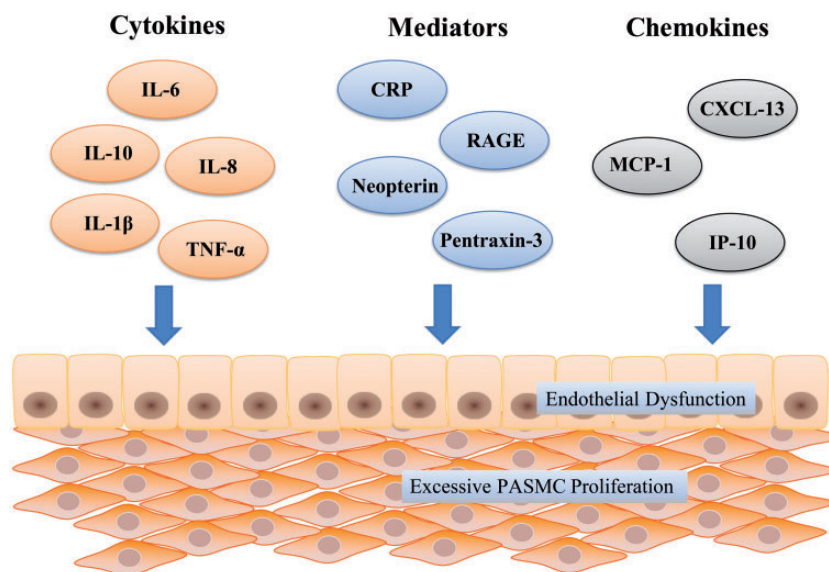 Cytokines
IL-6
IL-10
IL-8
IL-1β
TNF-α
Mediators
CRP
RAGE
Neopterin
Pentraxin-3
Chemokines
CXCL-13
MCP-1
IP-10
Endothelial Dysfunction
Excessive PASMC Proliferation